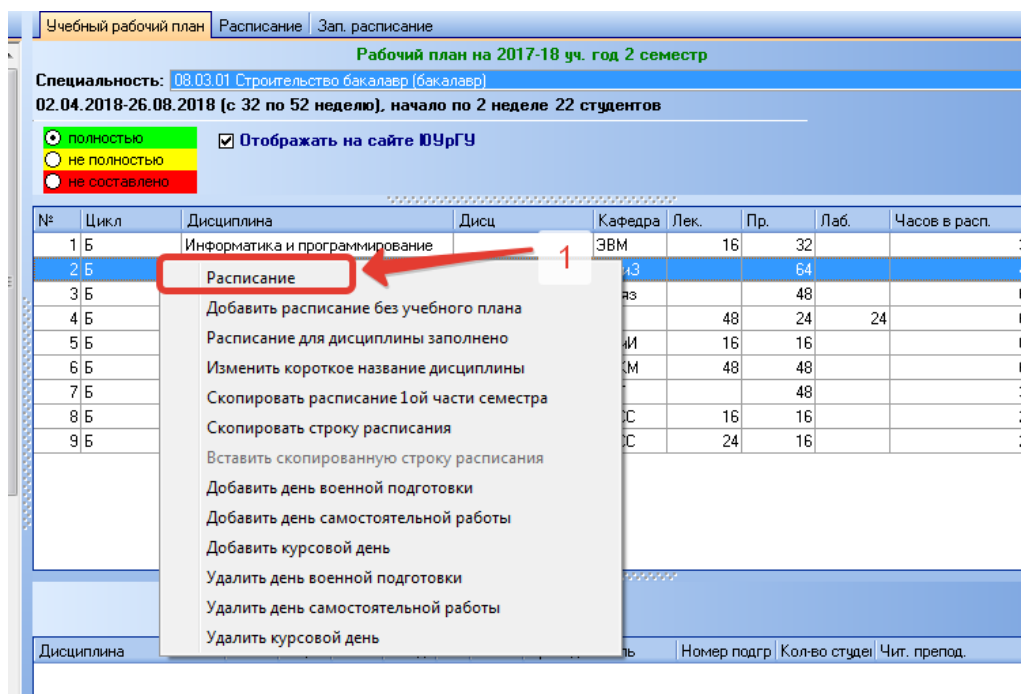 Учебный рабочий план Расписание Зап. расписание
Рабочий план на 2017-18 уч. год 2 семестр
Специальность: 08.03.01 Строительство бакалавр (бакалавр)
02.04.2018-26.08.2018 (с 32 по 52 неделю), начало по 2 неделе 22 студентов
полностью
Отображать на сайте ЮУрГУ
не полностью
не составлено
№ Цикл Дисциплина Дисц Кафедра Лек. Пр. Лаб. Часов в расп.
1 Б Информатика и программирование ЭВМ 16 32
1
2 Б 64
3 Б 48
4 Б 48 24 24
5 Б 16 16
6 Б 48 48
7 Б 48
8 Б 16 16
9 Б 24 16
Расписание
Добавить расписание без учебного плана
Расписание для дисциплины заполнено
Изменить короткое название дисциплины
Скопировать расписание 1ой части семестра
Скопировать строку расписания
Вставить скопированную строку расписания
Добавить день военной подготовки
Добавить день самостоятельной работы
Добавить курсовой день
Удалить день военной подготовки
Удалить день самостоятельной работы
Удалить курсовой день
Дисциплина Номер подгр Кол-во студе Чит. препод.